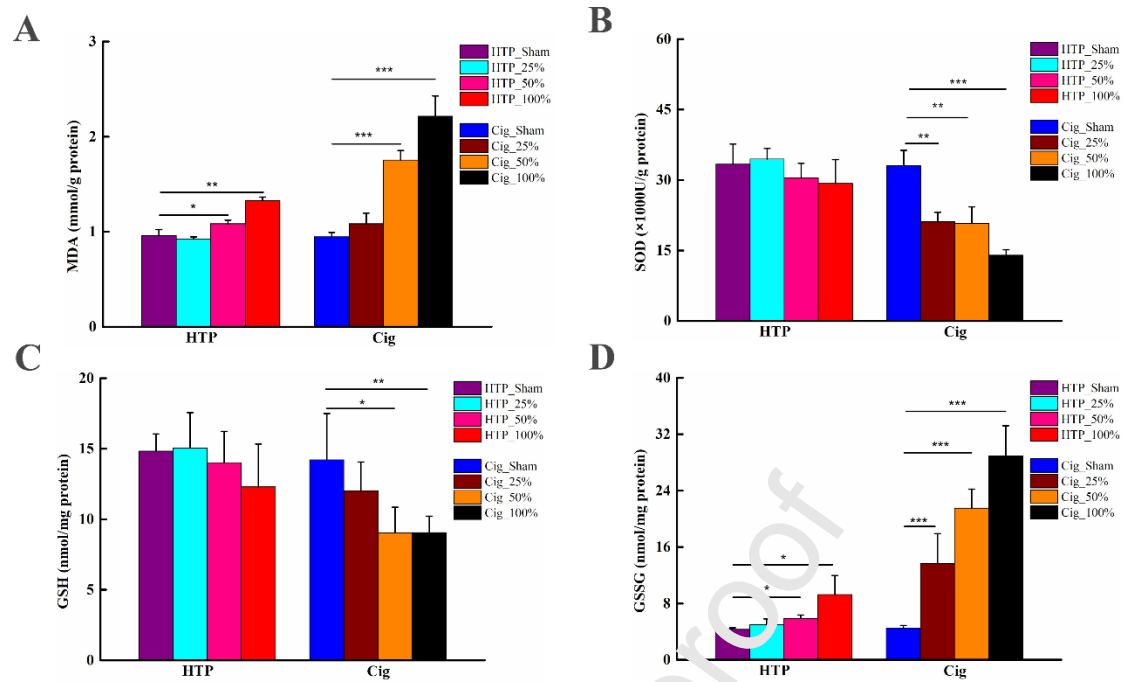 A
MDA (mmol/g protein)
3
2
1
0
HTP_Sham
HTP_25%
HTP_50%
HTP_100%
Cig_Sham
Cig_25%
Cig_50%
Cig_100%
*
**
***
***
HTP
Cig
B
SOD (×1000U/g protein)
60
45
30
15
0
HTP_Sham
HTP_25%
HTP_50%
HTP_100%
Cig_Sham
Cig_25%
Cig_50%
Cig_100%
**
**
***
HTP
Cig
C
GSH (nmol/mg protein)
20
15
10
5
0
HTP_Sham
HTP_25%
HTP_50%
HTP_100%
Cig_Sham
Cig_25%
Cig_50%
Cig_100%
*
**
HTP
Cig
D
GSSG (nmol/mg protein)
40
32
24
16
8
0
HTP_Sham
HTP_25%
HTP_50%
HTP_100%
Cig_Sham
Cig_25%
Cig_50%
Cig_100%
*
*
***
***
***
HTP
Cig
proof